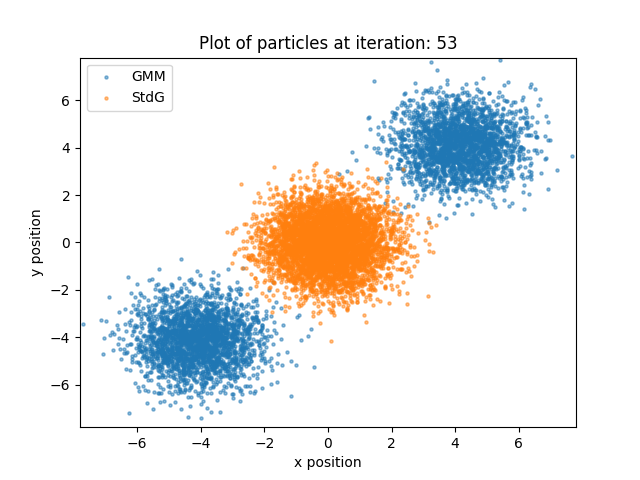 Plot of particles at iteration: 53
GMM
StdG
6
4
2
0
−2
−4
−6
y position
−6 −4 −2 0 2 4 6
x position